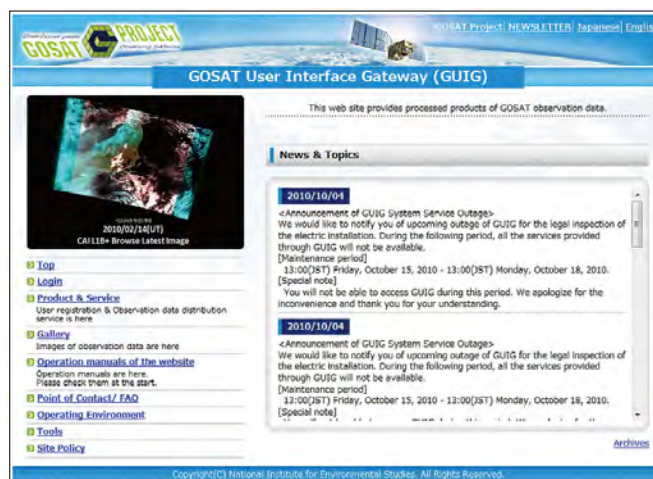 GOSAT PROJECT
GOSAT Project| NEWSLETTER| Japanese| Englis
GOSAT User Interface Gateway (GUIG)
2010/02/14(UT)
CAI L1B+ Browse Latest Image
Top
Login
Product & Service
User registration & Observation data distribution
service is here
Gallery
Images of observation data are here
Operation manuals of the website
Operation manuals are here.
Please check them at the start.
Point of Contact/ FAQ
Operating Environment
Tools
Site Policy
This web site provides processed products of GOSAT observation data.
News & Topics
2010/10/04
<Announcement of GUIG System Service Outage>
We would like to notify you of upcoming outage of GUIG for the legal inspection of
the electric installation. During the following period, all the services provided
through GUIG will not be available.
[Maintenance period]
13:00(JST) Friday, October 15, 2010 - 13:00(JST) Monday, October 18, 2010.
[Special note]
You will not be able to access GUIG during this period. We apologize for the
inconvenience and thank you for your understanding.
2010/10/04
<Announcement of GUIG System Service Outage>
We would like to notify you of upcoming outage of GUIG for the legal inspection of
the electric installation. During the following period, all the services provided
through GUIG will not be available.
[Maintenance period]
13:00(JST) Friday, October 15, 2010 - 13:00(JST) Monday, October 18, 2010.
[Special note]
Archives
Copyright(C) National Institute for Environmental Studies. All Rights Reserved.